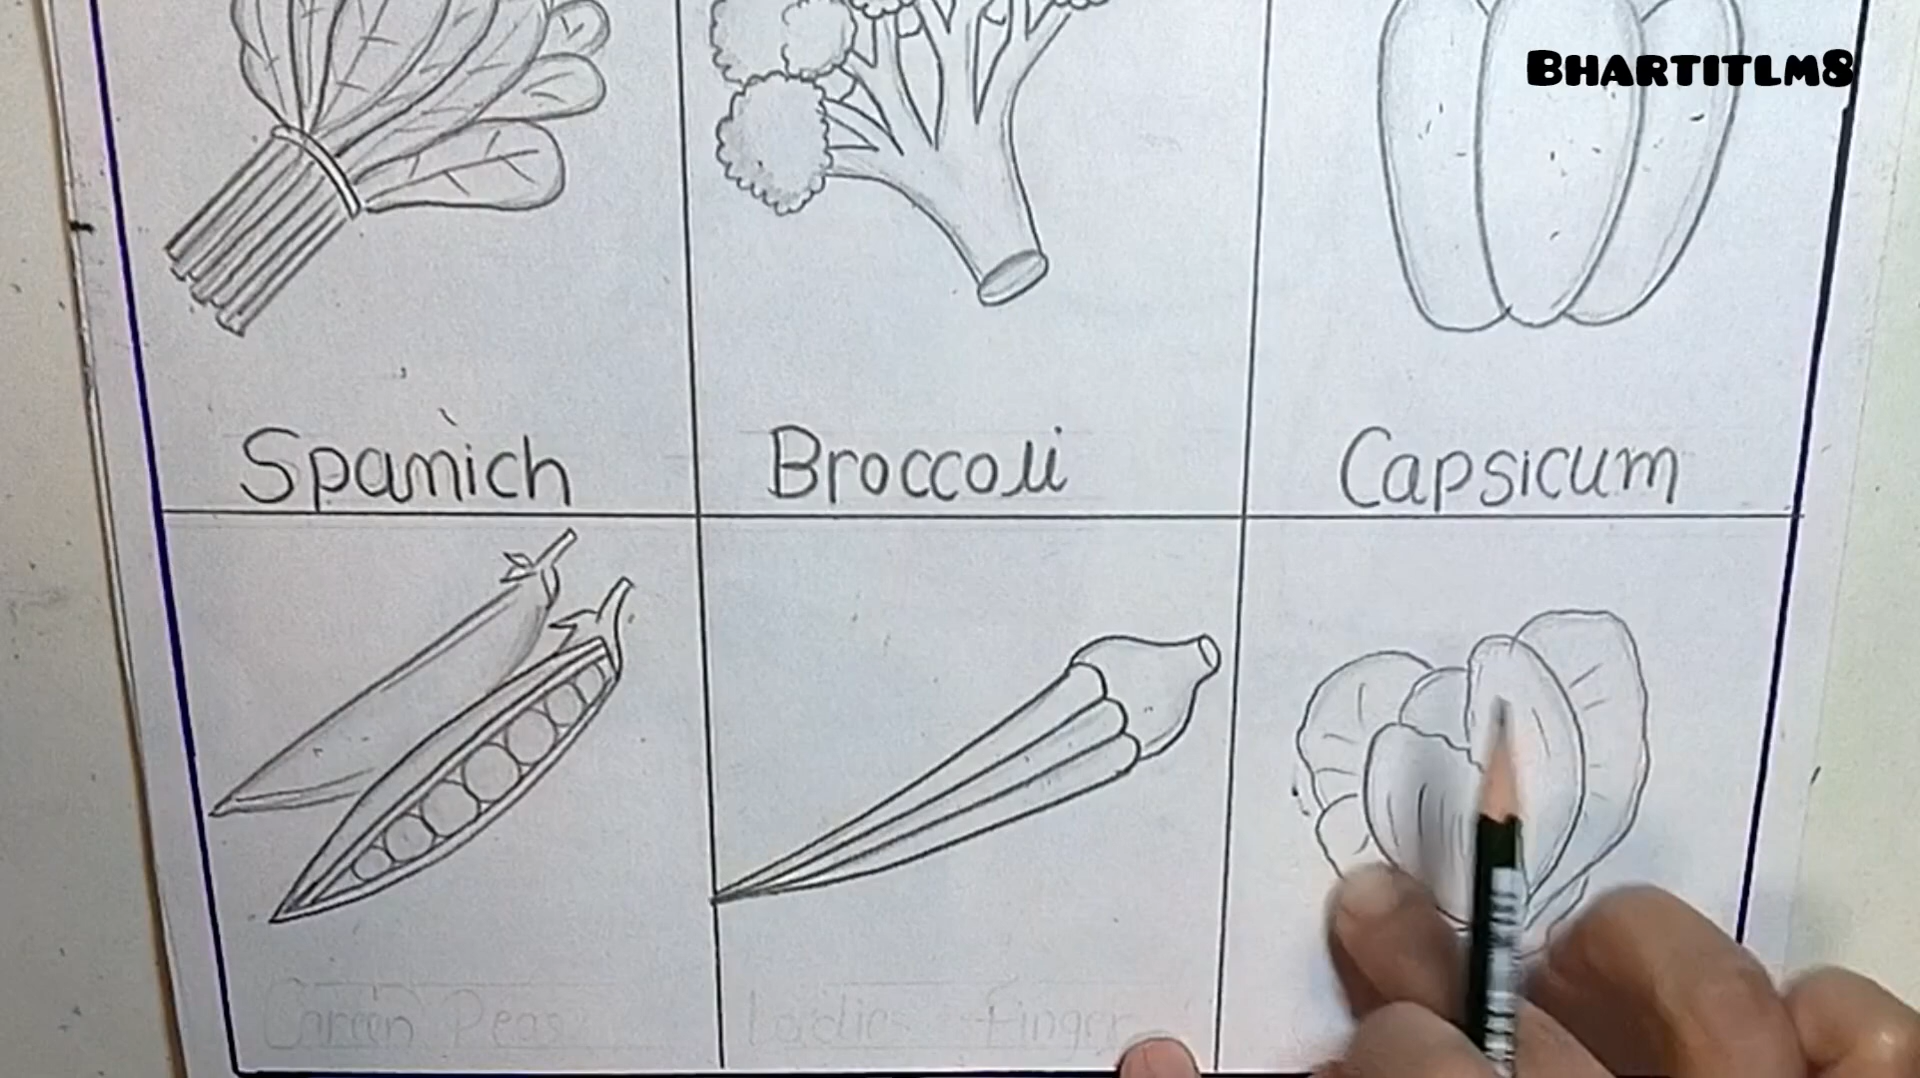 BHARTITLM8
Spanich
Broccoli
Capsicum
Green Peas
Ladies Finger